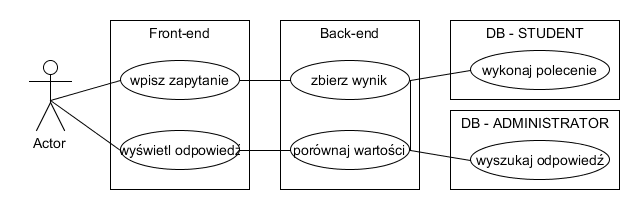 Front-end
Back-end
DB - STUDENT
wpisz zapytanie
zbierz wynik
wykonaj polecenie
DB - ADMINISTRATOR
Actor
wyświetl odpowiedź
porównaj wartości
wyszukaj odpowiedź